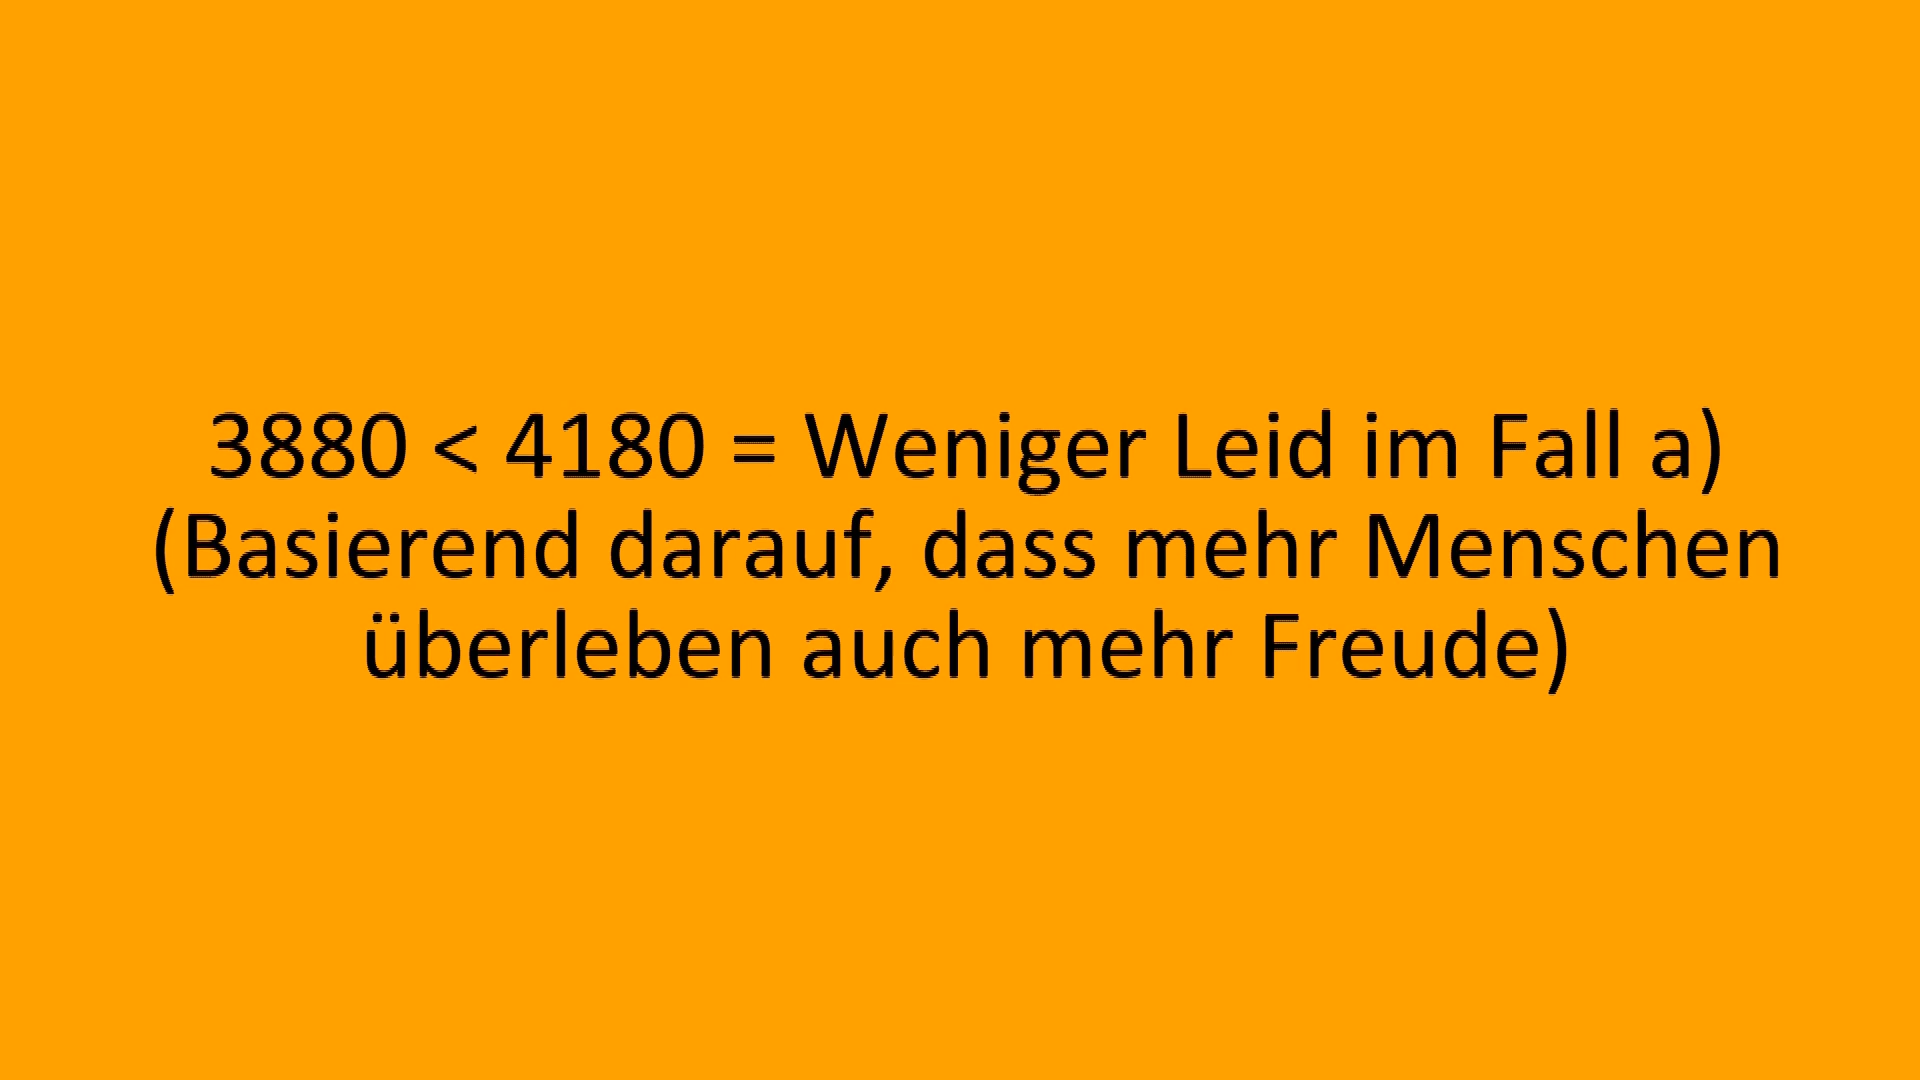 3880 < 4180 = Weniger Leid im Fall a)
(Basierend darauf, dass mehr Menschen
überleben auch mehr Freude)